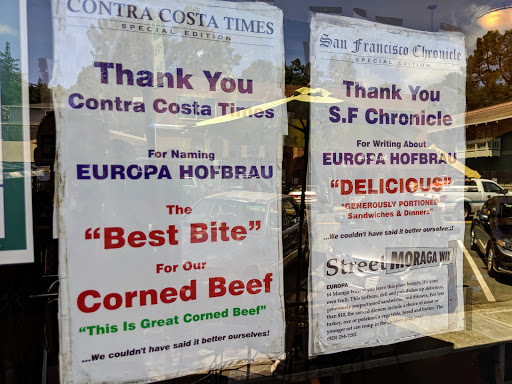 CONTRA COSTA TIMES
SPECIAL EDITION
Thank You
Contra Costa Times
For Naming
EUROPA HOFBRAU
The
"Best Bite"
For Our
Corned Beef
"This Is Great Corned Beef"
...We couldn't have said it better ourselves!
San Francisco Chronicle
SPECIAL EDITION
Thank You
S.F Chronicle
For Writing About
EUROPA HOFBRAU
"DELICIOUS"
"GENEROUSLY PORTIONED
Sandwiches & Dinners"
...We couldn't have said it better ourselves!
Street MORAGA WAY
EUROPA